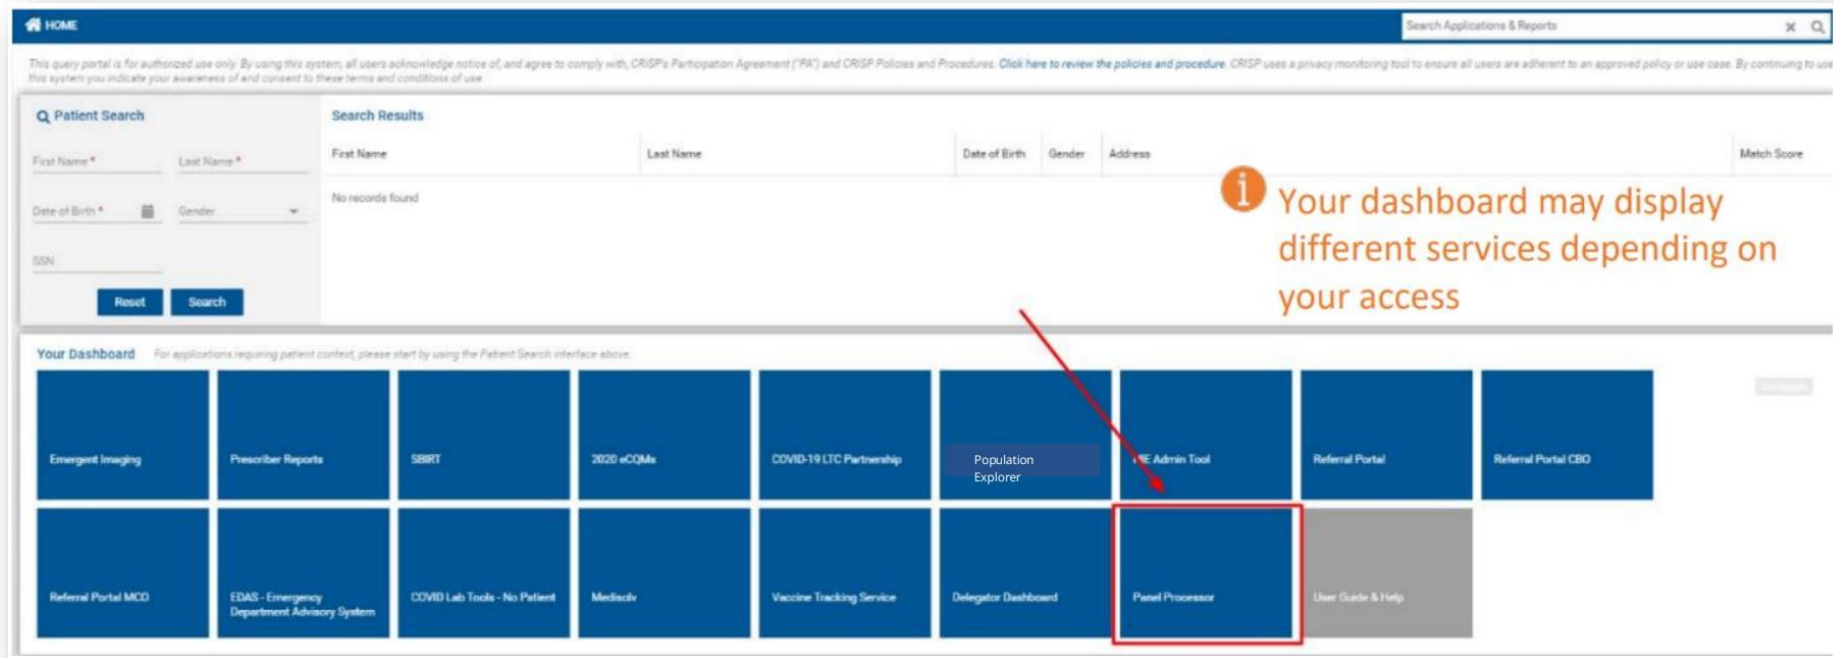 HOME
Search Applications & Reports
This query portal is for authorized use only. By using this system, all users acknowledge notice of, and agree to comply with, CRISP's Participation Agreement ("PA") and CRISP Policies and Procedures. Click here to review the policies and procedure. CRISP uses a privacy monitoring tool to ensure all users are adherent to an approved policy or use case. By continuing to use
this system you indicate your awareness of and consent to these terms and conditions of use.
Patient Search
First Name *
Last Name *
Date of Birth *
Gender
SSN
Reset
Search
Search Results
First Name
Last Name
Date of Birth
Gender
Address
Match Score
No records found
i
Your dashboard may display
different services depending on
your access
Your Dashboard
For applications requiring patient context, please start by using the Patient Search interface above.
Emergent Imaging
Prescriber Reports
SBIRT
2020 eCQMs
COVID-19 LTC Partnership
Population
Explorer
Admin Tool
Referral Portal
Referral Portal CBO
Referral Portal MCO
EDAS - Emergency
Department Advisory System
COVID Lab Tools - No Patient
Medisolv
Vaccine Tracking Service
Delegator Dashboard
Panel Processor
User Guide & Help